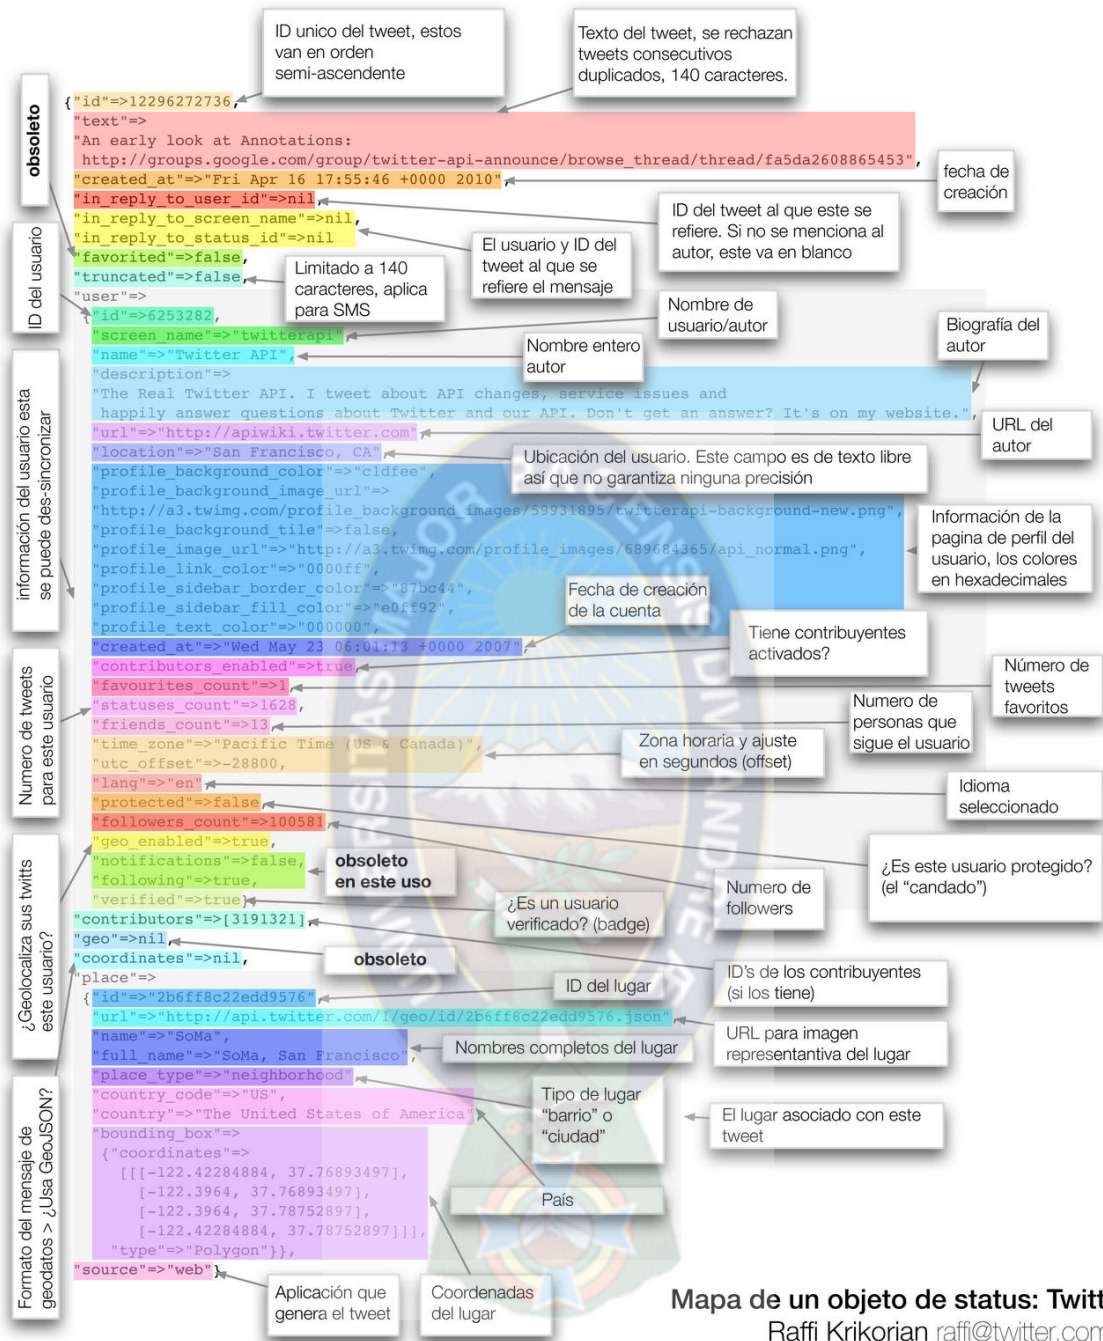 ID unico del tweet, estos
van en orden
semi-ascendente
Texto del tweet, se rechazan
tweets consecutivos
duplicados, 140 caracteres.
obsoleto
{"id"=>12296272736,
"text"=>
"An early look at Annotations:
http://groups.google.com/group/twitter-api-announce/browse_thread/thread/fa5da2608865453",
"created_at"=>"Fri Apr 16 17:55:46 +0000 2010",
fecha de
creación
"in_reply_to_user_id"=>nil,
"in_reply_to_screen_name"=>nil,
"in_reply_to_status_id"=>nil
"favorited"=>false,
"truncated"=>false,
ID del tweet al que este se
refiere. Si no se menciona al
autor, este va en blanco
El usuario y ID del
tweet al que se
refiere el mensaje
Limitado a 140
caracteres, aplica
para SMS
ID del usuario
"user"=>
{"id"=>6253282,
"screen_name"=>"twitterapi",
"name"=>"Twitter API",
Nombre de
usuario/autor
Nombre entero
autor
Biografía del
autor
"description"=>
"The Real Twitter API. I tweet about API changes, service issues and
happily answer questions about Twitter and our API. Don't get an answer? It's on my website.",
"url"=>"http://apiwiki.twitter.com"
URL del
autor
"location"=>"San Francisco, CA"
Ubicación del usuario. Este campo es de texto libre
así que no garantiza ninguna precisión
información del usuario esta
se puede des-sincronizar
"profile_background_color"=>"c1dfee",
"profile_background_image_url"=>
"http://a3.twimg.com/profile_background_images/59931895/twitterapi-background-new.png",
"profile_background_tile"=>false,
"profile_image_url"=>"http://a3.twimg.com/profile_images/689684365/api_normal.png",
"profile_link_color"=>"0000ff",
"profile_sidebar_border_color"=>"87bc44",
"profile_sidebar_fill_color"=>"e0ff92",
"profile_text_color"=>"000000",
Información de la
pagina de perfil del
usuario, los colores
en hexadecimales
Fecha de creación
de la cuenta
"created_at"=>"Wed May 23 06:01:13 +0000 2007",
"contributors_enabled"=>true,
"favourites_count"=>1,
"statuses_count"=>1628,
"friends_count"=>13,
Tiene contribuyentes
activados?
Número de
tweets
favoritos
Numero de tweets
para este usuario
Numero de
personas que
sigue el usuario
"time_zone"=>"Pacific Time (US & Canada)",
"utc_offset"=>-28800,
Zona horaria y ajuste
en segundos (offset)
"lang"=>"en"
"protected"=>false,
"followers_count"=>100581,
"geo_enabled"=>true,
"notifications"=>false,
"following"=>true,
"verified"=>true}
Idioma
seleccionado
¿Es este usuario protegido?
(el "candado")
obsoleto
en este uso
Numero de
followers
¿Es un usuario
verificado? (badge)
¿Geolocaliza sus twitts
este usuario?
"contributors"=>[3191321],
"geo"=>nil,
"coordinates"=>nil,
obsoleto
ID's de los contribuyentes
(si los tiene)
"place"=>
{"id"=>"2b6ff8c22edd9576",
"url"=>"http://api.twitter.com/1/geo/id/2b6ff8c22edd9576.json",
"name"=>"SoMa",
"full_name"=>"SoMa, San Francisco",
"place_type"=>"neighborhood"
"country_code"=>"US",
"country"=>"The United States of America"
ID del lugar
URL para imagen
representantiva del lugar
Nombres completos del lugar
Tipo de lugar
"barrio" o
"ciudad"
El lugar asociado con este
tweet
País
Formato del mensaje de
geodatos > ¿Usa GeoJSON?
"bounding_box"=>
{"coordinates"=>
[[[-122.42284884, 37.76893497],
[-122.3964, 37.76893497],
[-122.3964, 37.78752897],
[-122.42284884, 37.78752897]]],
"type"=>"Polygon"}},
"source"=>"web"}
Aplicación que
genera el tweet
Coordenadas
del lugar
UNIVERSITAS MAJOR PACENSIS DIVI ANDREAE
Mapa de un objeto de status: Twitt
Raffi Krikorian raffi@twitter.com